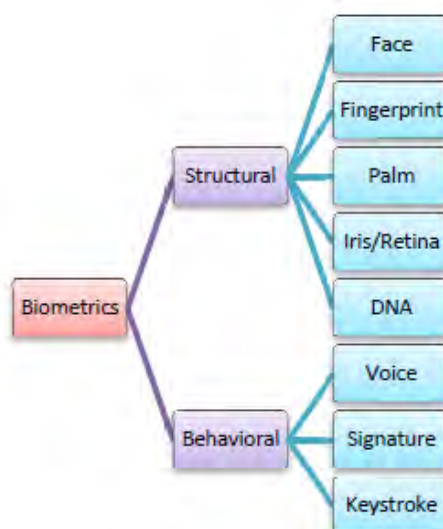 Face
Fingerprint
Structural
Palm
Iris/Retina
Biometrics
DNA
Voice
Behavioral
Signature
Keystroke